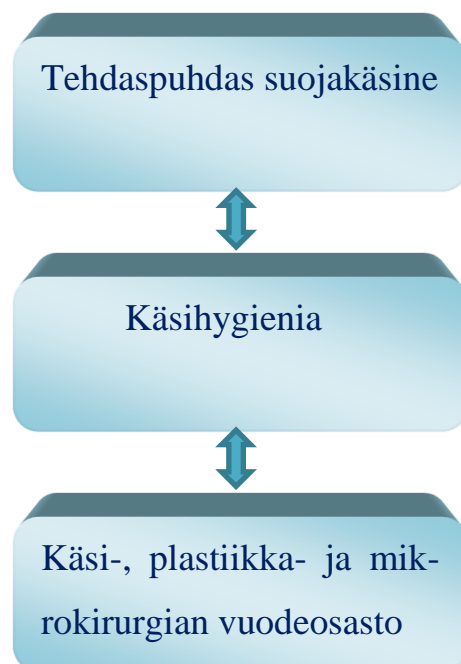 Tehdaspuhdas suojakäsine
Käsihygienia
Käsi-, plastiikka- ja mik-
rokirurgian vuodeosasto